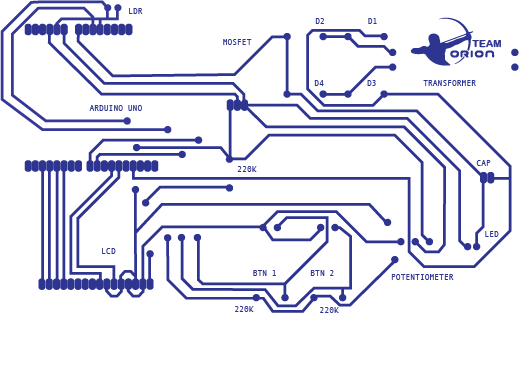 LDR
D2 D1
MOSFET
TEAM
ORION
D4 D3
TRANSFORMER
ARDUINO UNO
CAP
220K
LED
LCD
BTN 1 BTN 2
POTENTIOMETER
220K
220K